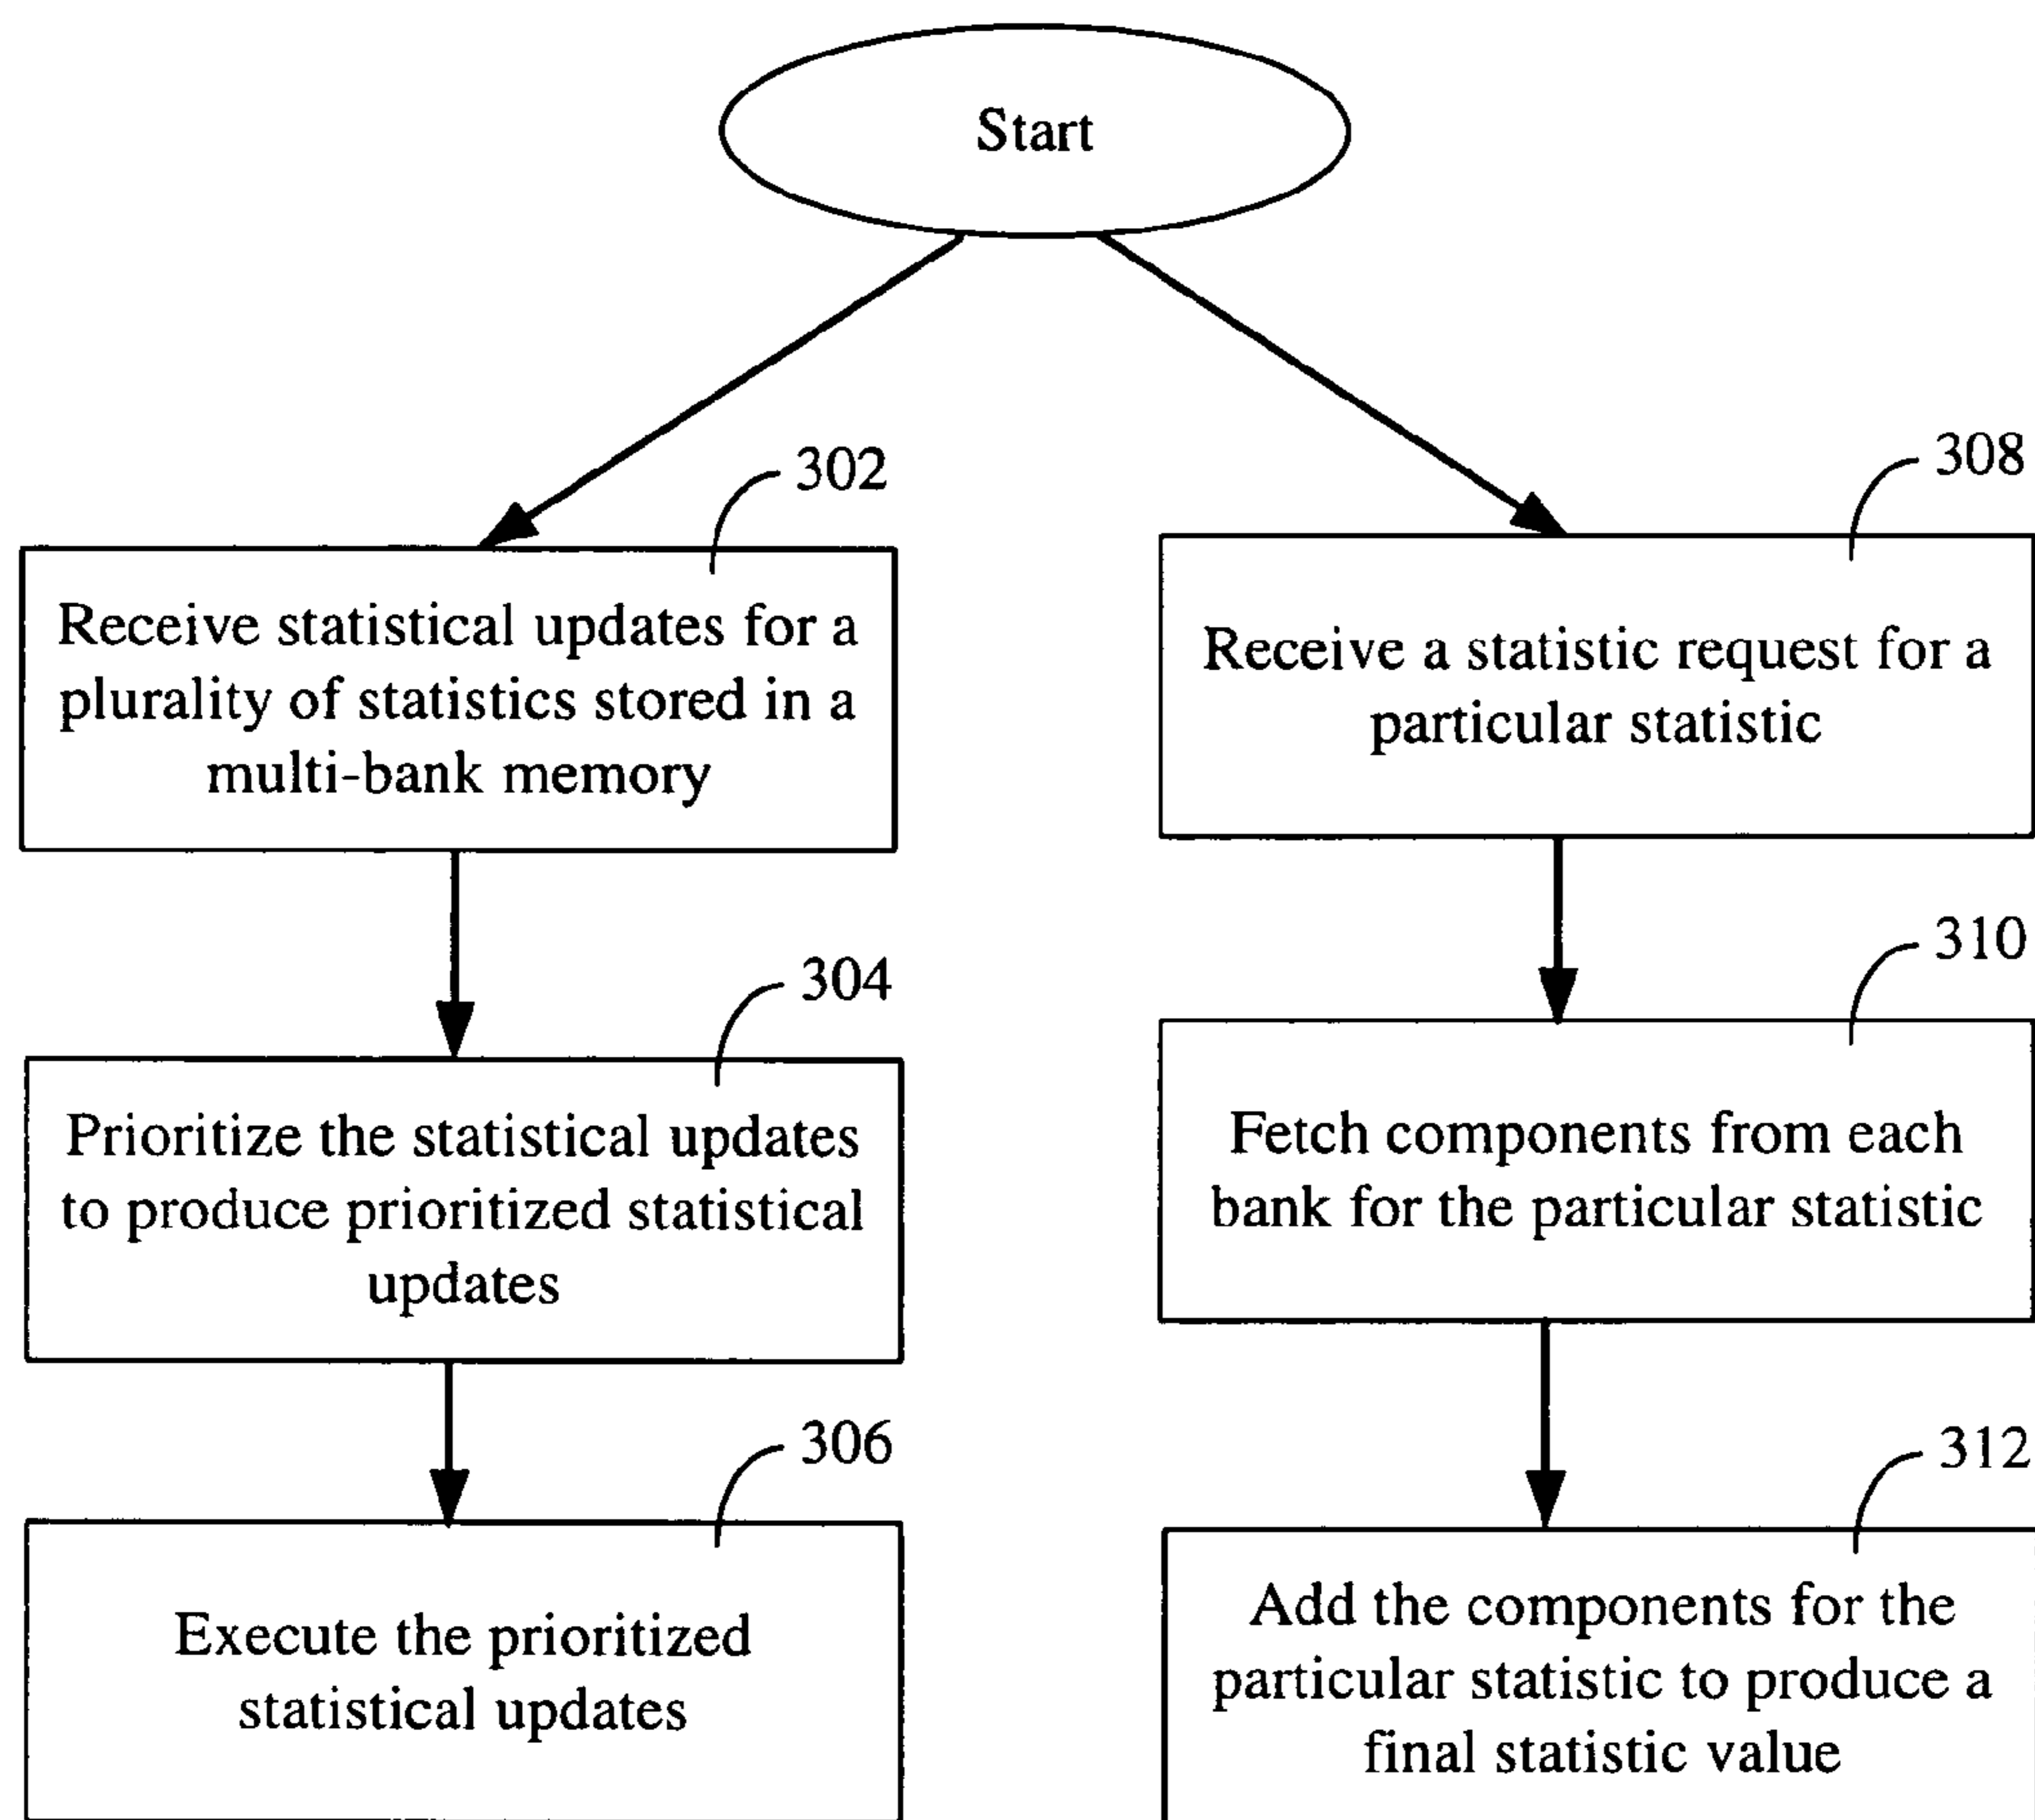 Start
302
Receive statistical updates for a
plurality of statistics stored in a
multi-bank memory
304
Prioritize the statistical updates
to produce prioritized statistical
updates
306
Execute the prioritized
statistical updates
308
Receive a statistic request for a
particular statistic
310
Fetch components from each
bank for the particular statistic
312
Add the components for the
particular statistic to produce a
final statistic value